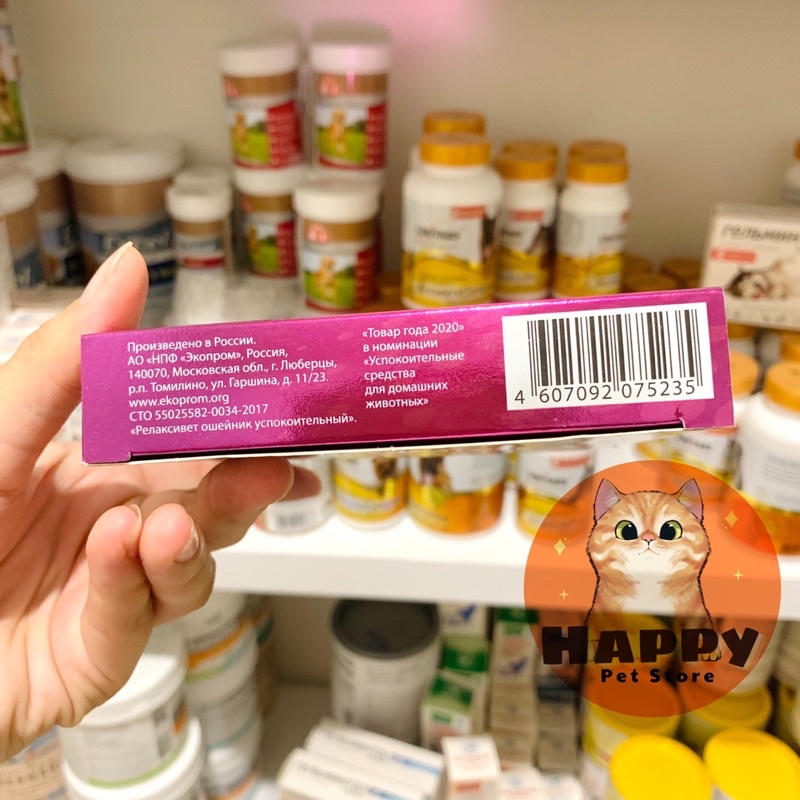 Произведено в России.
АО «НПФ «Экопром», Россия,
140070, Московская обл., г. Люберцы,
р.п. Томилино, ул. Гаршина, д. 11/23.
www.ekoprom.org
СТО 55025582-0034-2017
«Релаксивет ошейник успокоительный».
«Товар года 2020»
в номинации
«Успокоительные
средства
для домашних
животных»
4 607092 075235
ГЕЛЬМИН
HAPPY
Pet Store